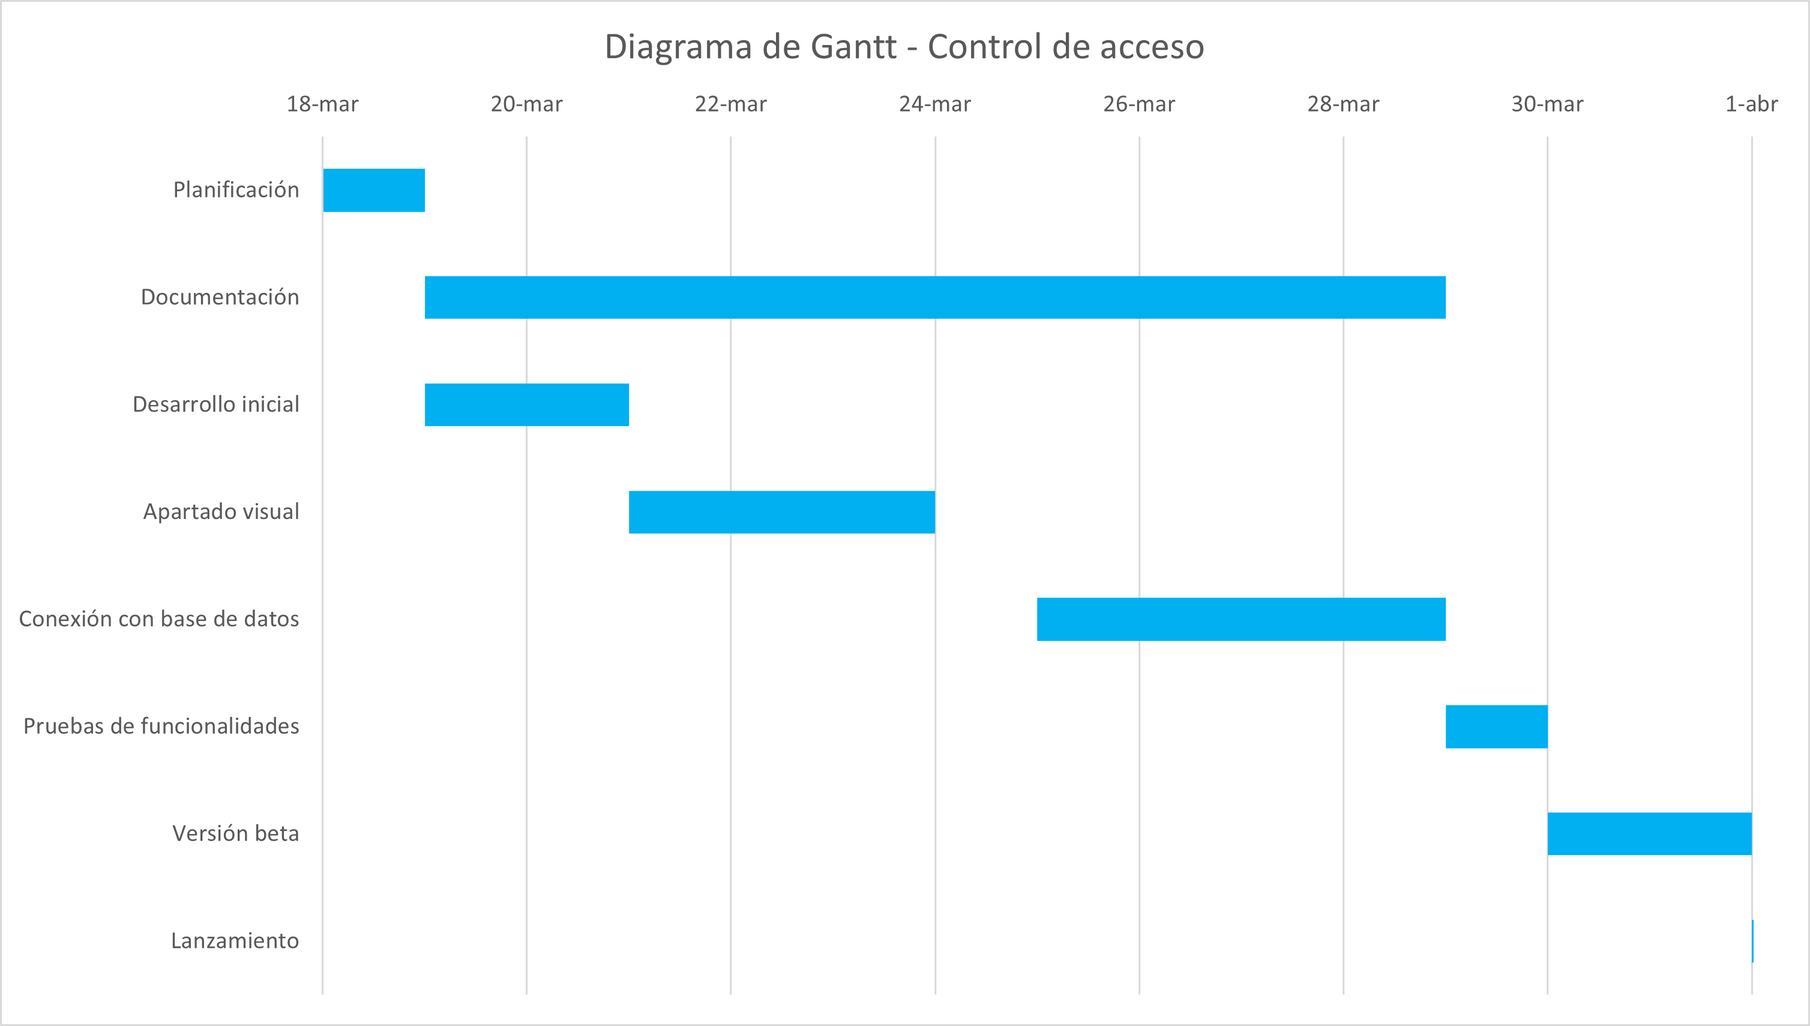 Diagrama de Gantt - Control de acceso
18-mar 20-mar 22-mar 24-mar 26-mar 28-mar 30-mar 1-abr
Planificación
Documentación
Desarrollo inicial
Apartado visual
Conexión con base de datos
Pruebas de funcionalidades
Versión beta
Lanzamiento